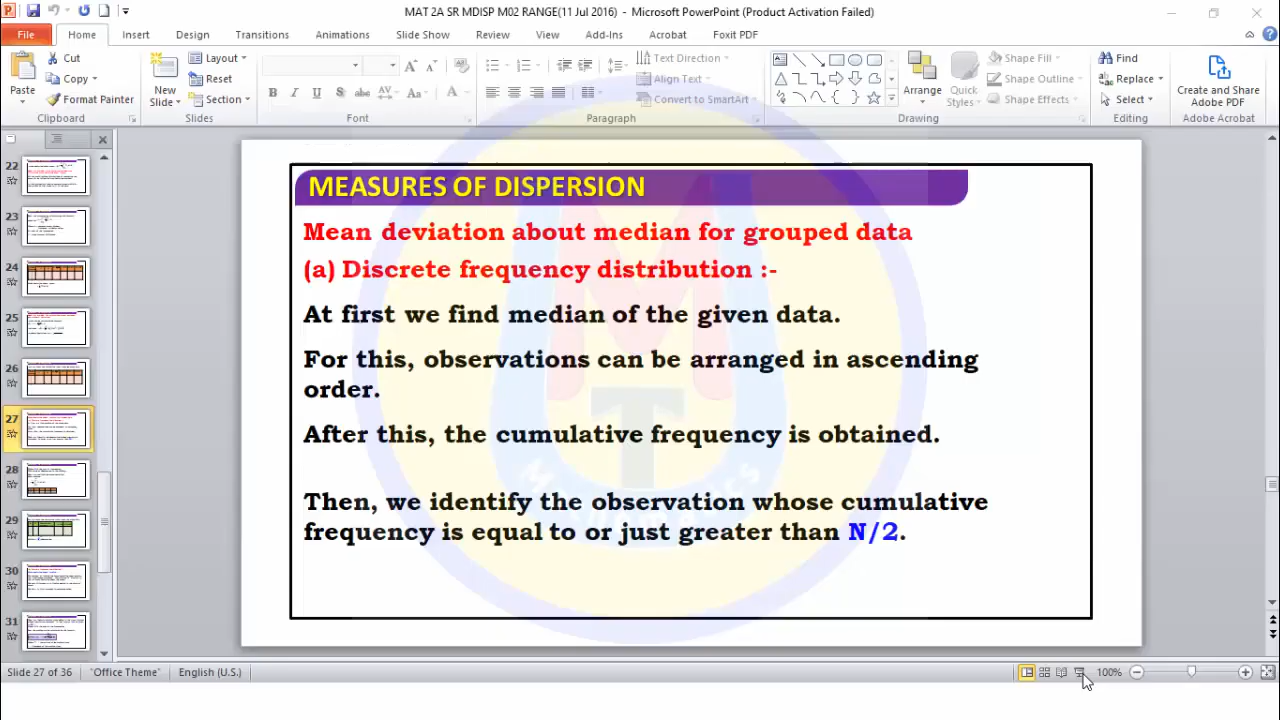 MAT 2A SR MDISP M02 RANGE(11 Jul 2016) - Microsoft PowerPoint (Product Activation Failed)
File Home Insert Design Transitions Animations Slide Show Review View Add-Ins Acrobat Foxit PDF
Paste
Cut
Copy
Format Painter
Clipboard
New Slide
Layout
Reset
Section
Slides
B I U S abc AV Aa A
Font
Text Direction
Align Text
Convert to SmartArt
Paragraph
Arrange
Quick Styles
Shape Fill
Shape Outline
Shape Effects
Drawing
Find
Replace
Select
Editing
Create and Share Adobe PDF
Adobe Acrobat
22
23
24
25
26
27
28
29
30
31
MEASURES OF DISPERSION
Mean deviation about median for grouped data
(a) Discrete frequency distribution :-
At first we find median of the given data.
For this, observations can be arranged in ascending
order.
After this, the cumulative frequency is obtained.
Then, we identify the observation whose cumulative
frequency is equal to or just greater than N/2.
Slide 27 of 36 "Office Theme" English (U.S.) 100%